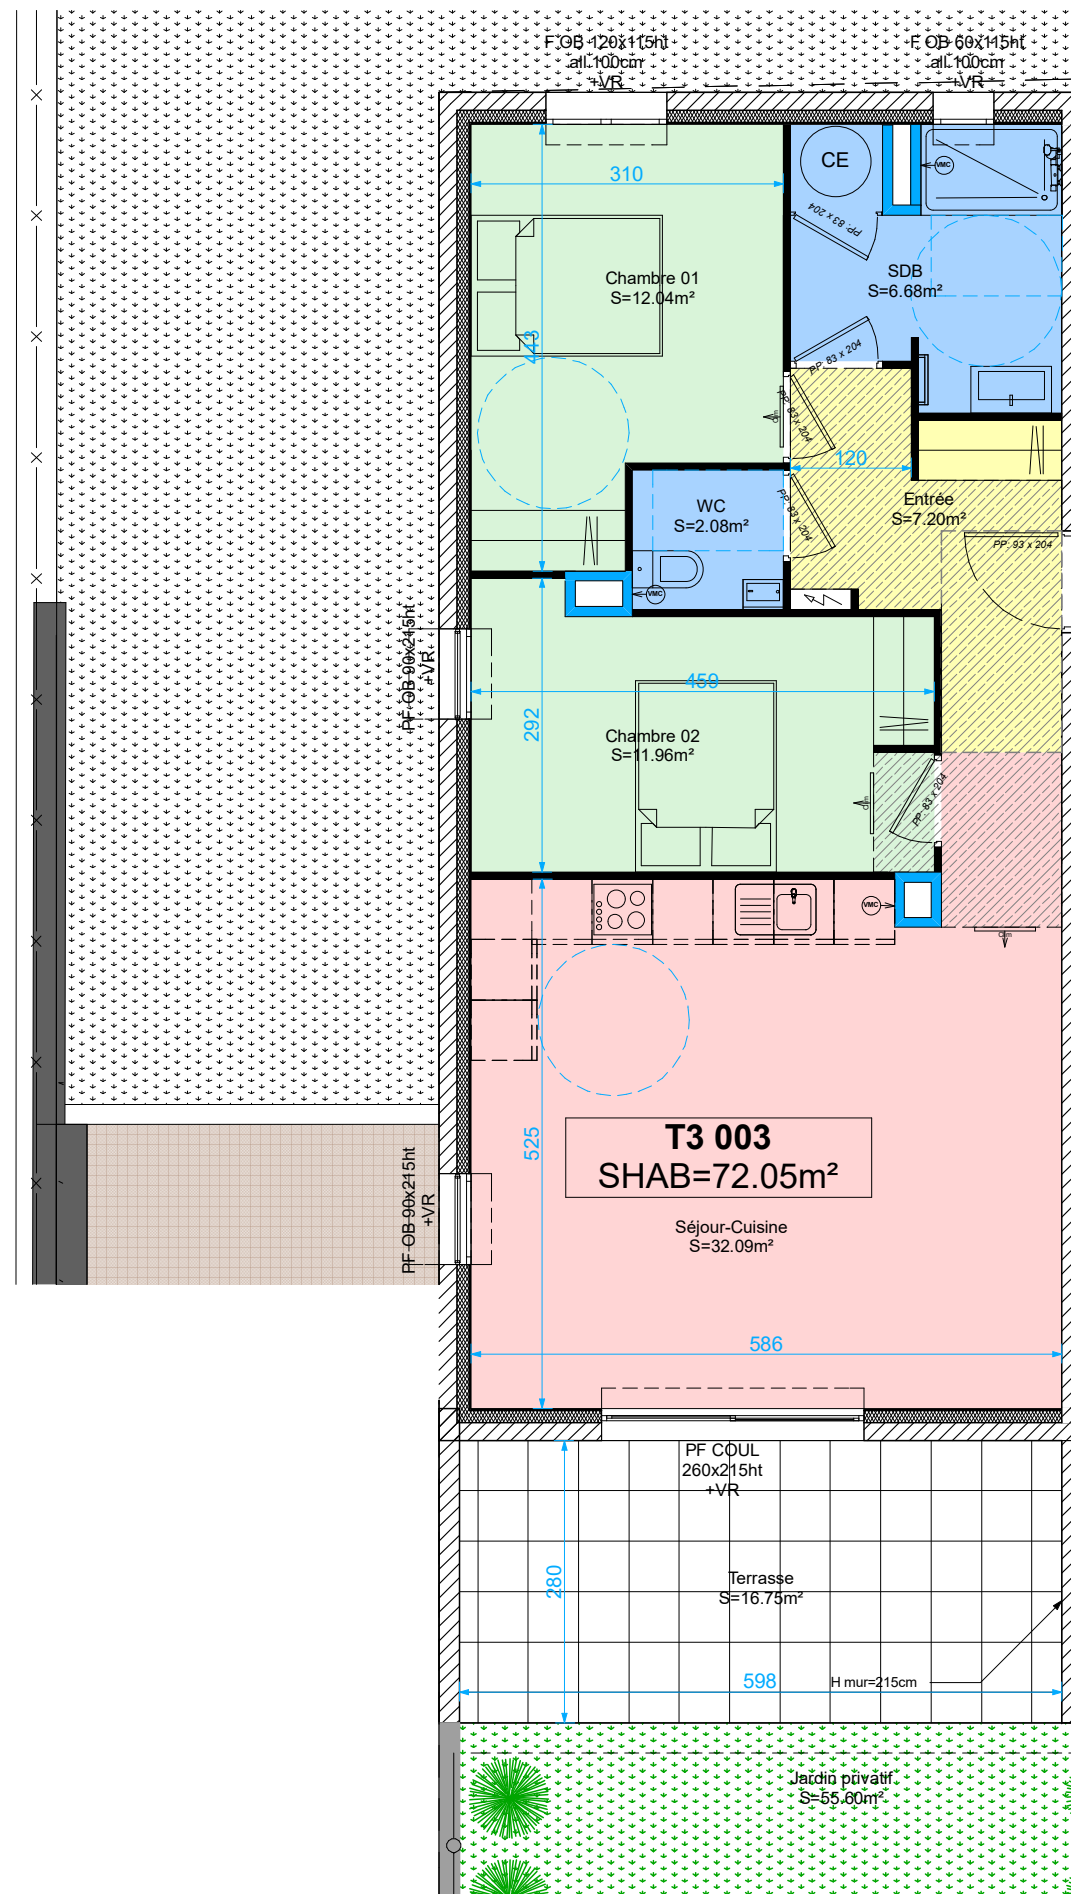 F OB 120x115ht
all.100cm
+VR
F OB 60x115ht
all.100cm
+VR
310
CE
VMC
PP: 83 x 204
Chambre 01
S=12.04m²
SDB
S=6.68m²
443
PP: 83 x 204
PP: 83 x 204
Clim
120
WC
S=2.08m²
PP: 83 x 204
Entrée
S=7.20m²
PP: 93 x 204
VMC
PF OB 90x215ht
+VR
459
292
Chambre 02
S=11.96m²
Clim
PP: 83 x 204
VMC
Clim
525
T3 003
SHAB=72.05m²
PF OB 90x215ht
+VR
Séjour-Cuisine
S=32.09m²
586
PF COUL
260x215ht
+VR
280
Terrasse
S=16.75m²
598
H mur=215cm
Jardin privatif
S=55.60m²